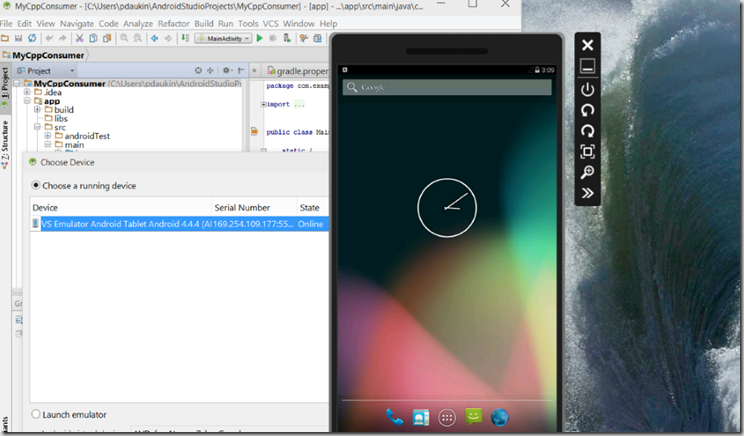 MyCppConsumer - [C:\Users\pdaukin\AndroidStudioProjects\MyCppConsumer] - [app] - ...\app\src\main\java\c...
File Edit View Navigate Code Analyze Refactor Build Run Tools VCS Window Help
MainActivity
MyCppConsumer
1: Project
Z: Structure
Project
gradle.proper
MyCppConsumer (C:\Users\pdaukin\AndroidStudioPr
.idea
app
build
libs
src
androidTest
main
package com.exam
import ...
public class Mai
static {
Choose Device
Choose a running device
Device Serial Number State
VS Emulator Android Tablet Android 4.4.4 (AI 169.254.109.177:55... Online
Launch emulator
3:09
Google